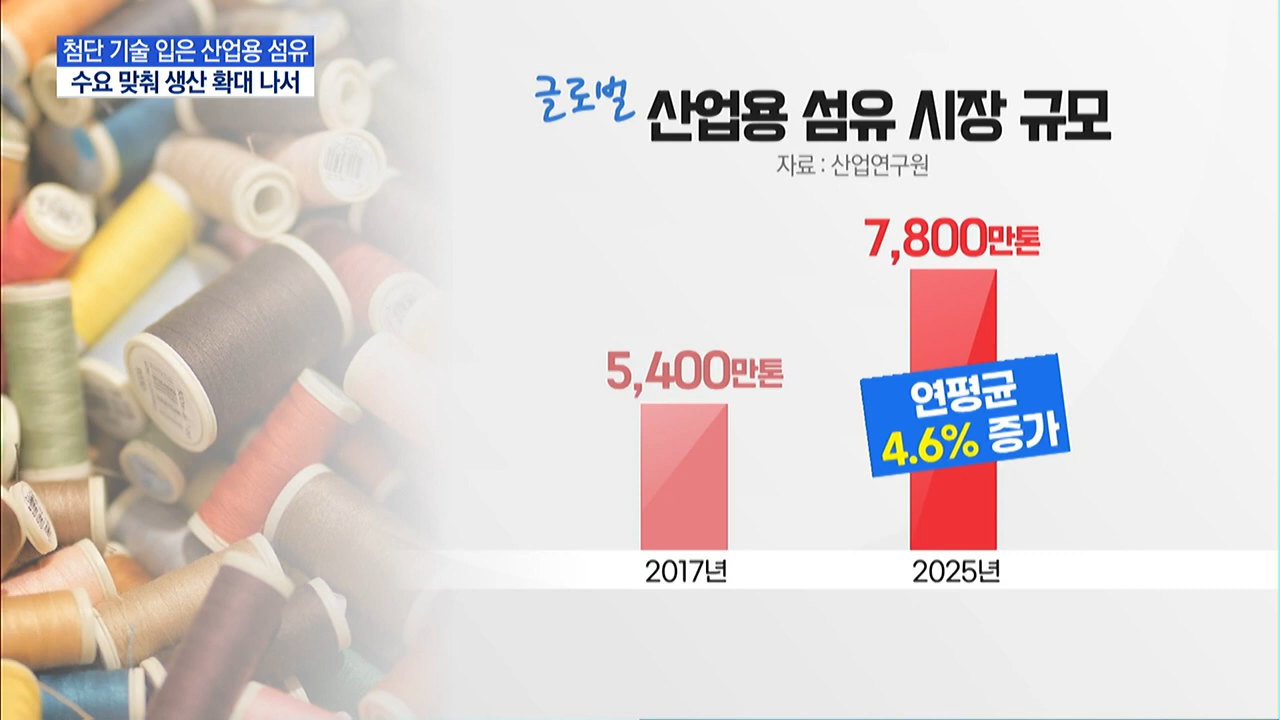 첨단 기술 입은 산업용 섬유
수요 맞춰 생산 확대 나서
글로벌 산업용 섬유 시장 규모
자료 : 산업연구원
7,800만톤
5,400만톤
연평균
4.6% 증가
2017년 2025년